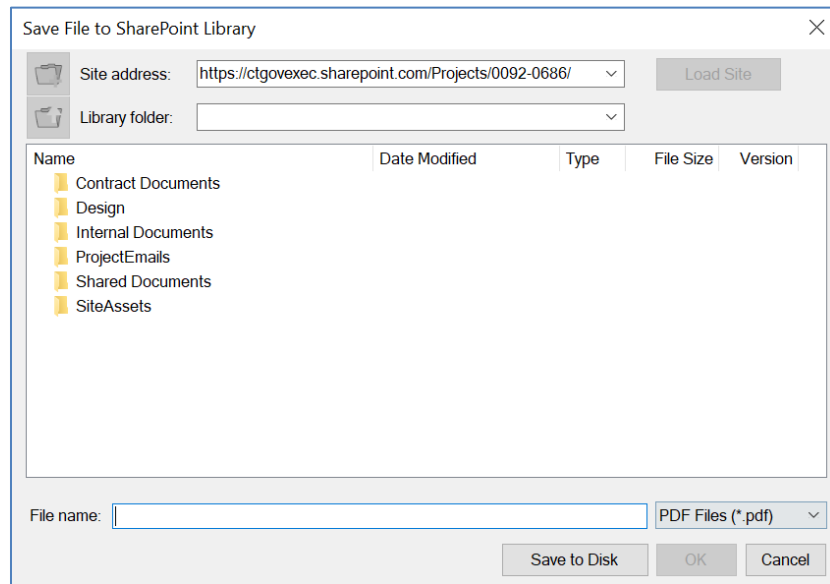 Save File to SharePoint Library
Site address: https://ctgovexec.sharepoint.com/Projects/0092-0686/ Load Site
Library folder:
Name Date Modified Type File Size Version
Contract Documents
Design
Internal Documents
ProjectEmails
Shared Documents
SiteAssets
File name: PDF Files (*.pdf)
Save to Disk OK Cancel